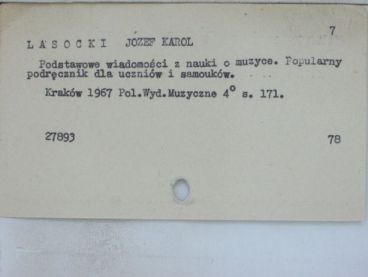 7
LASOCKI JÓZEF KAROL
Podstawowe wiadomości z nauki o muzyce. Popularny
podręcznik dla uczniów i samouków.
Kraków 1967 Pol.Wyd.Muzyczne 4° s. 171.
27893 78